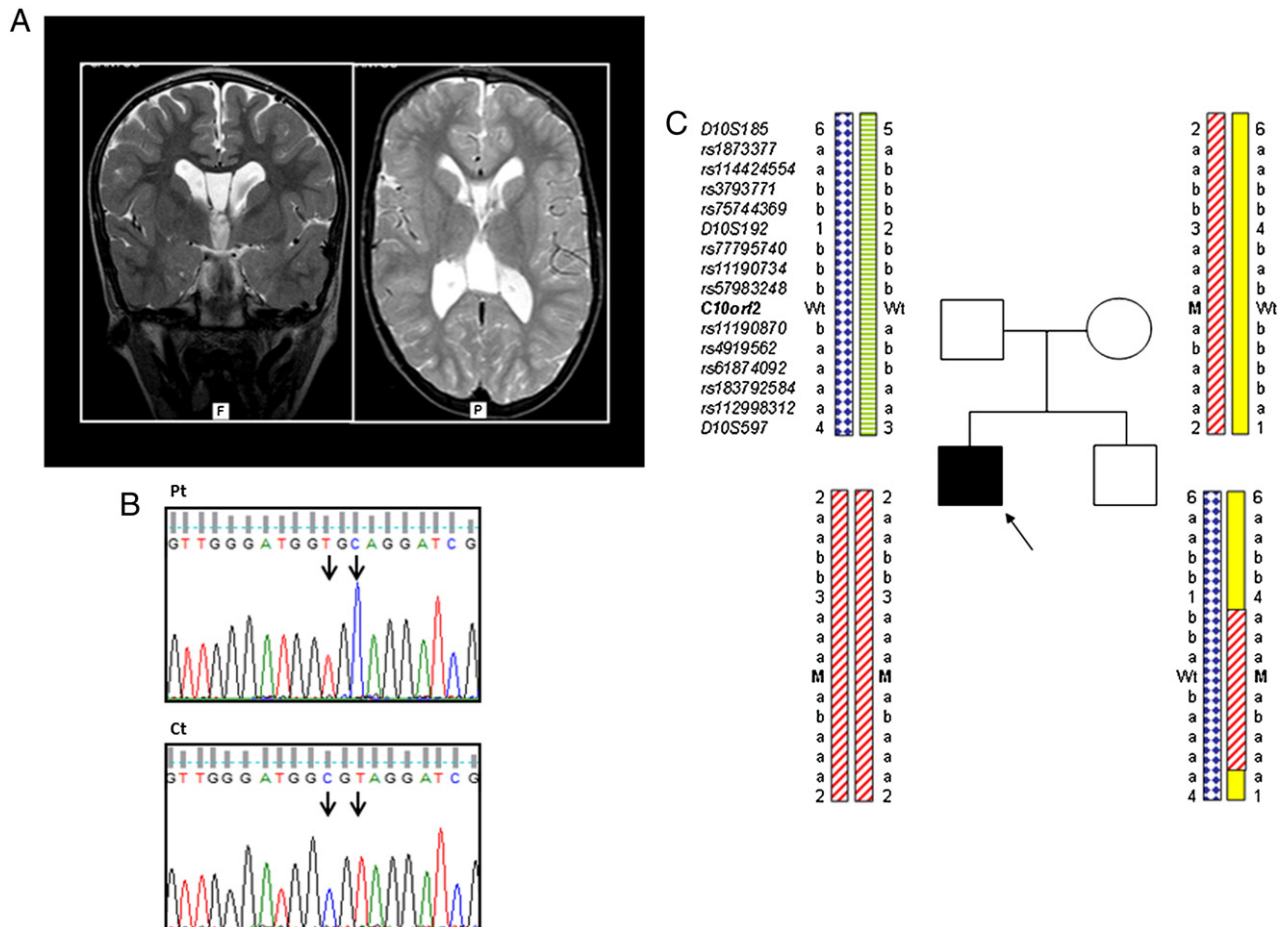 A
F P
B
Pt
GTTGGGATGGTGCAGGATCG
Ct
GTTGGGATGGCGTAGGATCG
C
D10S185 6 5 2 6
rs1873377 a a a a
rs114424554 a b a b
rs3793771 b b b b
rs75744369 b b b b
D10S192 1 2 3 4
rs77795740 b b a b
rs11190734 b b a a
rs57983248 b b a b
C10orf2 Wt Wt M Wt
rs11190870 b a a a
rs4919562 a b b b
rs61874092 a b a b
rs183792584 a a a a
rs112998312 a a a a
D10S597 4 3 2 1
2 2 6 6
a a a a
a a a b
b b b b
b b b b
3 3 1 4
a a b a
a a b a
a a a a
M M Wt M
a a b a
b b a b
a a a a
a a a a
a a a a
2 2 4 1